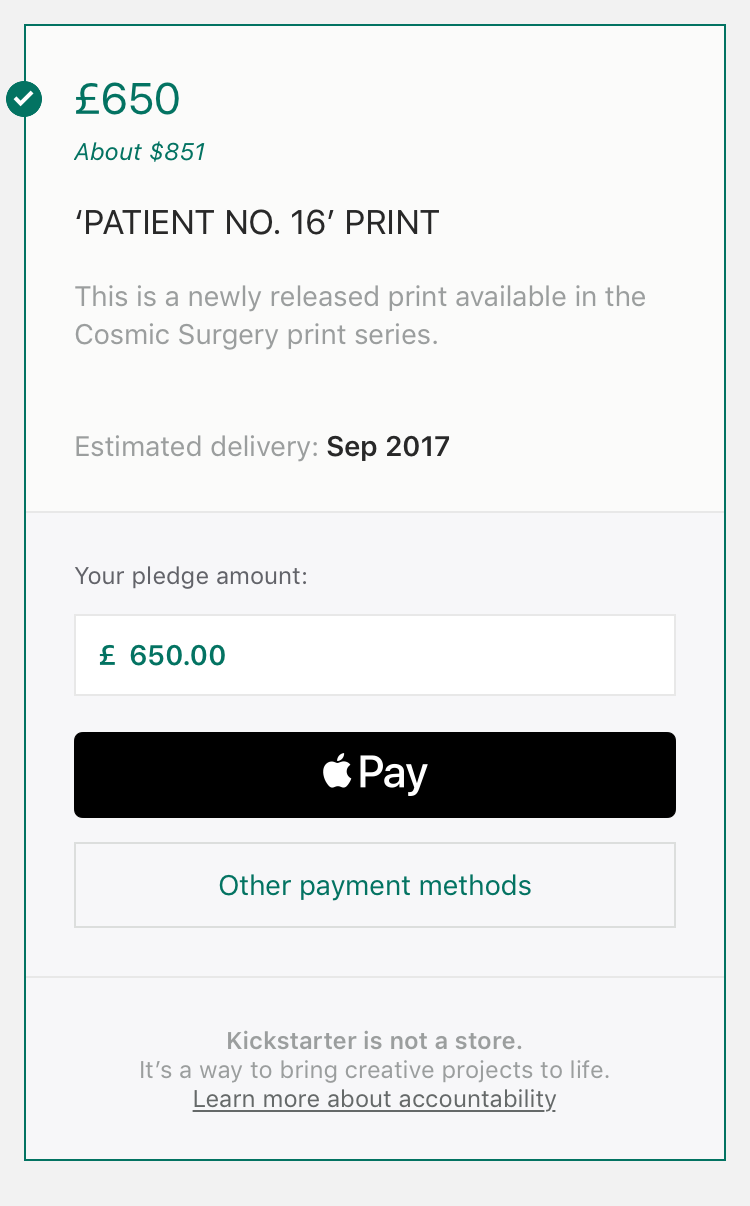 £650
About $851
‘PATIENT NO. 16’ PRINT
This is a newly released print available in the
Cosmic Surgery print series.
Estimated delivery: Sep 2017
Your pledge amount:
£ 650.00
Pay
Other payment methods
Kickstarter is not a store.
It’s a way to bring creative projects to life.
Learn more about accountability